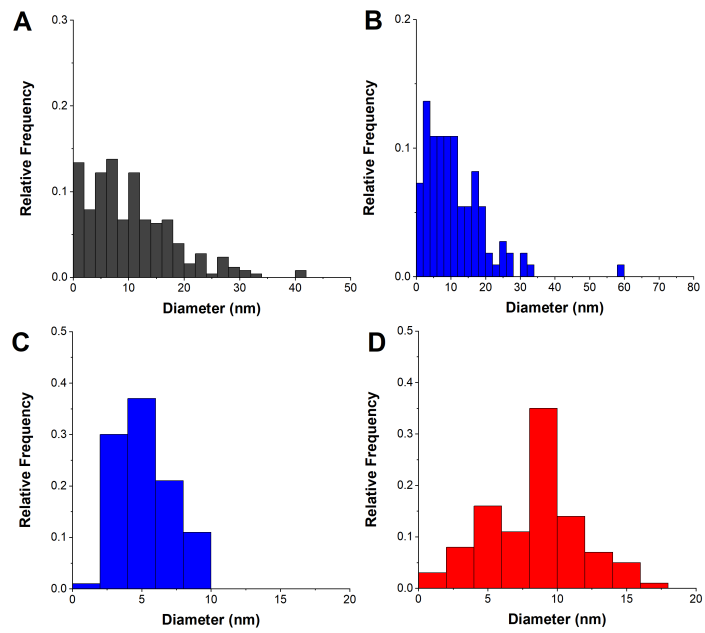 A
0.3
0.2
0.1
0.0
Relative Frequency
0 10 20 30 40 50
Diameter (nm)
B
0.2
0.1
0.0
Relative Frequency
0 10 20 30 40 50 60 70 80
Diameter (nm)
C
0.5
0.4
0.3
0.2
0.1
0.0
Relative Frequency
0 5 10 15 20
Diameter (nm)
D
0.5
0.4
0.3
0.2
0.1
0.0
Relative Frequency
0 5 10 15 20
Diameter (nm)